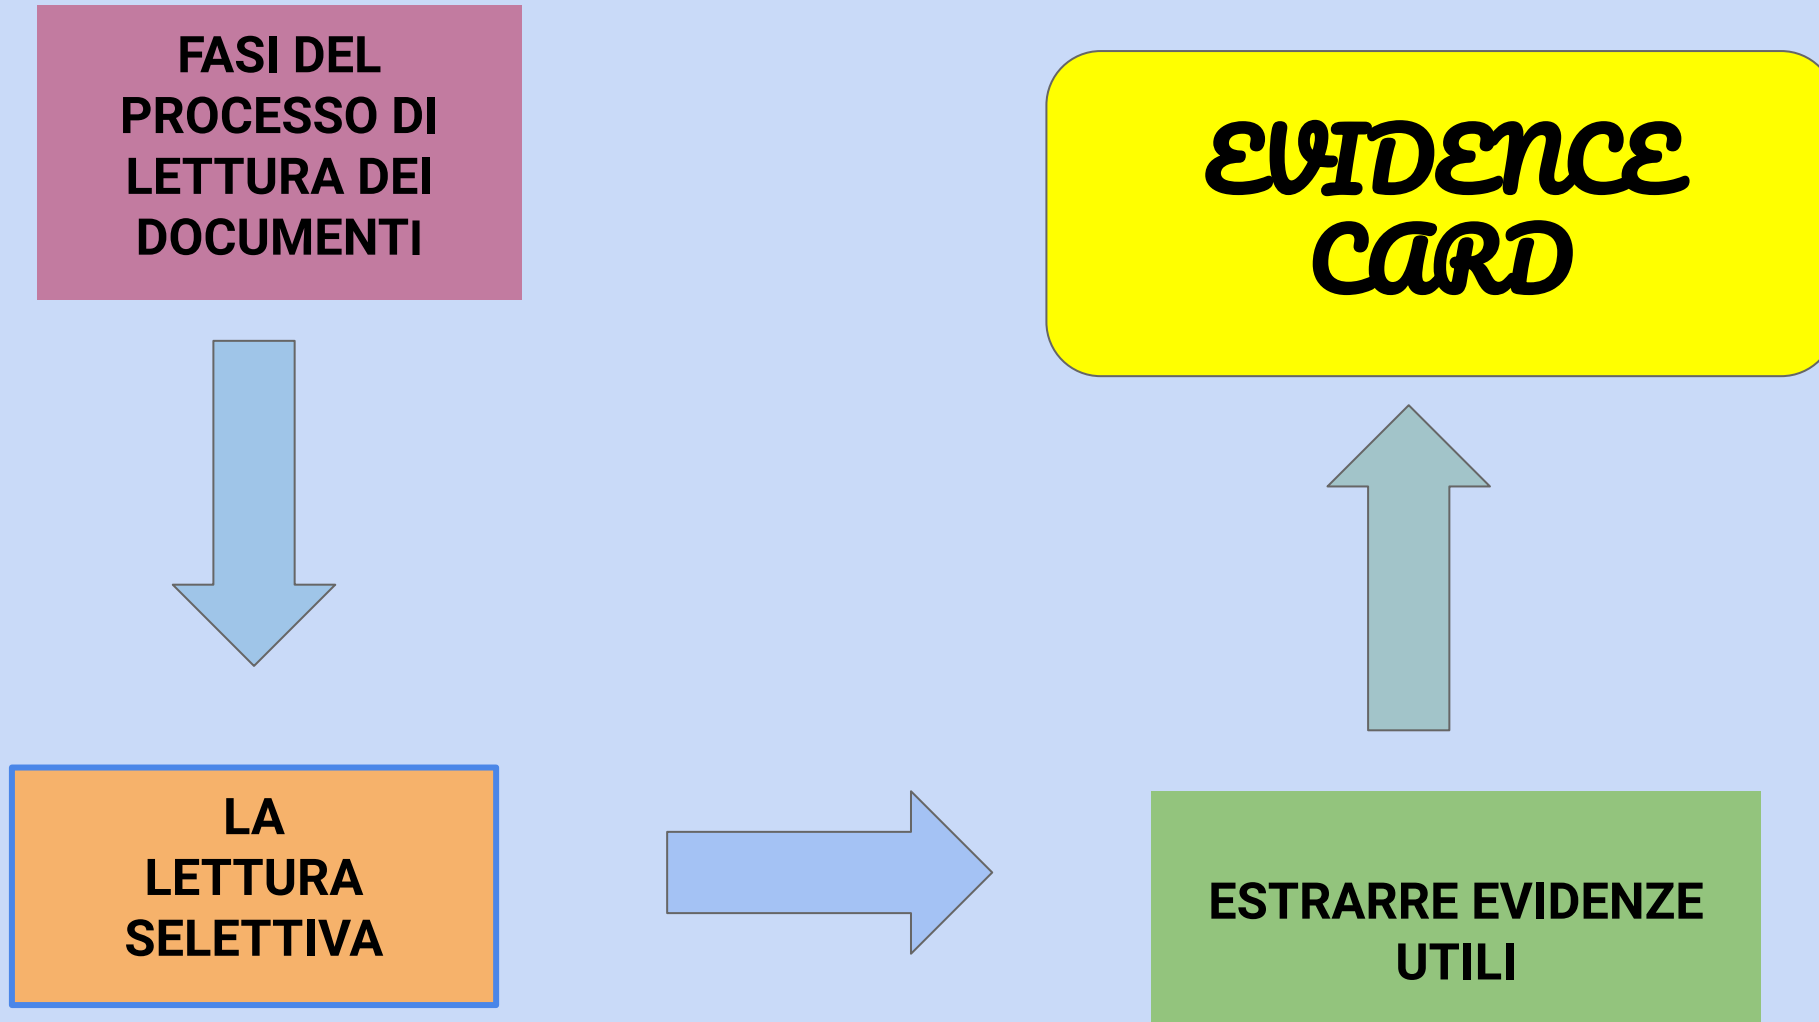 FASI DEL
PROCESSO DI
LETTURA DEI
DOCUMENTI
LA
LETTURA
SELETTIVA
ESTRARRE EVIDENZE
UTILI
EVIDENCE
CARD